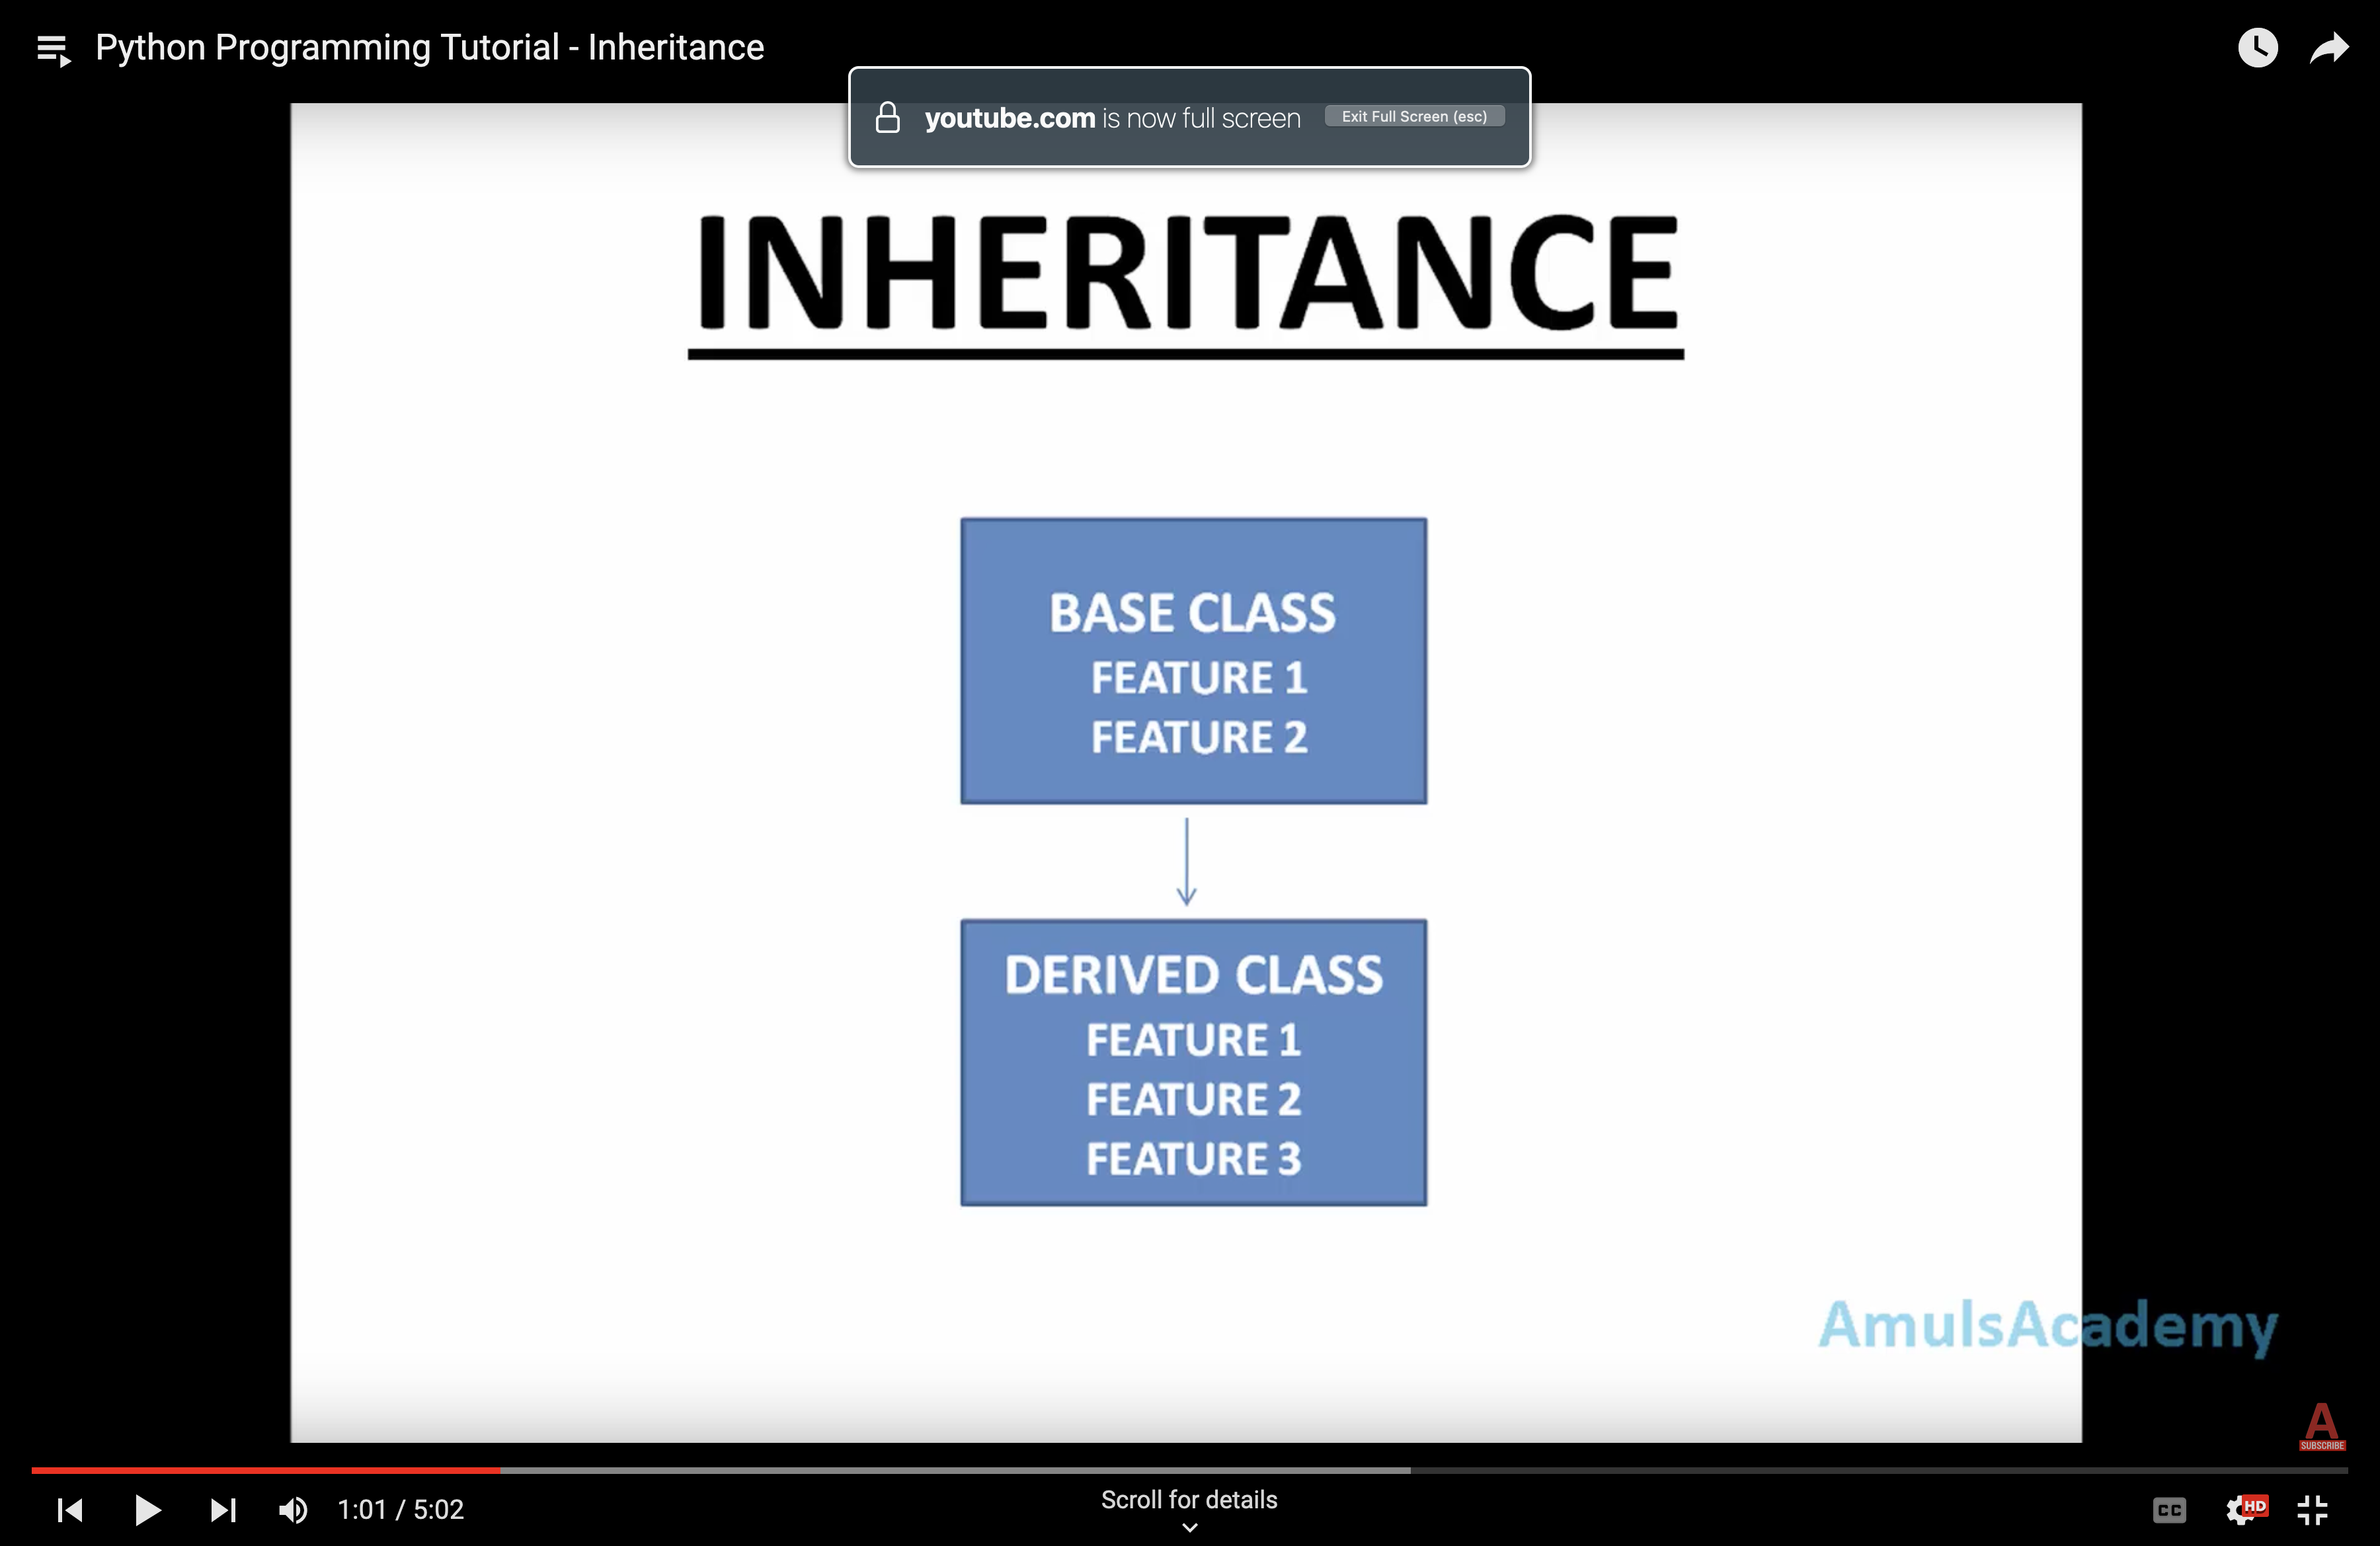 Python Programming Tutorial - Inheritance
youtube.com is now full screen Exit Full Screen (esc)
INHERITANCE
BASE CLASS
FEATURE 1
FEATURE 2
DERIVED CLASS
FEATURE 1
FEATURE 2
FEATURE 3
AmulsAcademy
A
SUBSCRIBE
1:01 / 5:02
Scroll for details
CC
HD